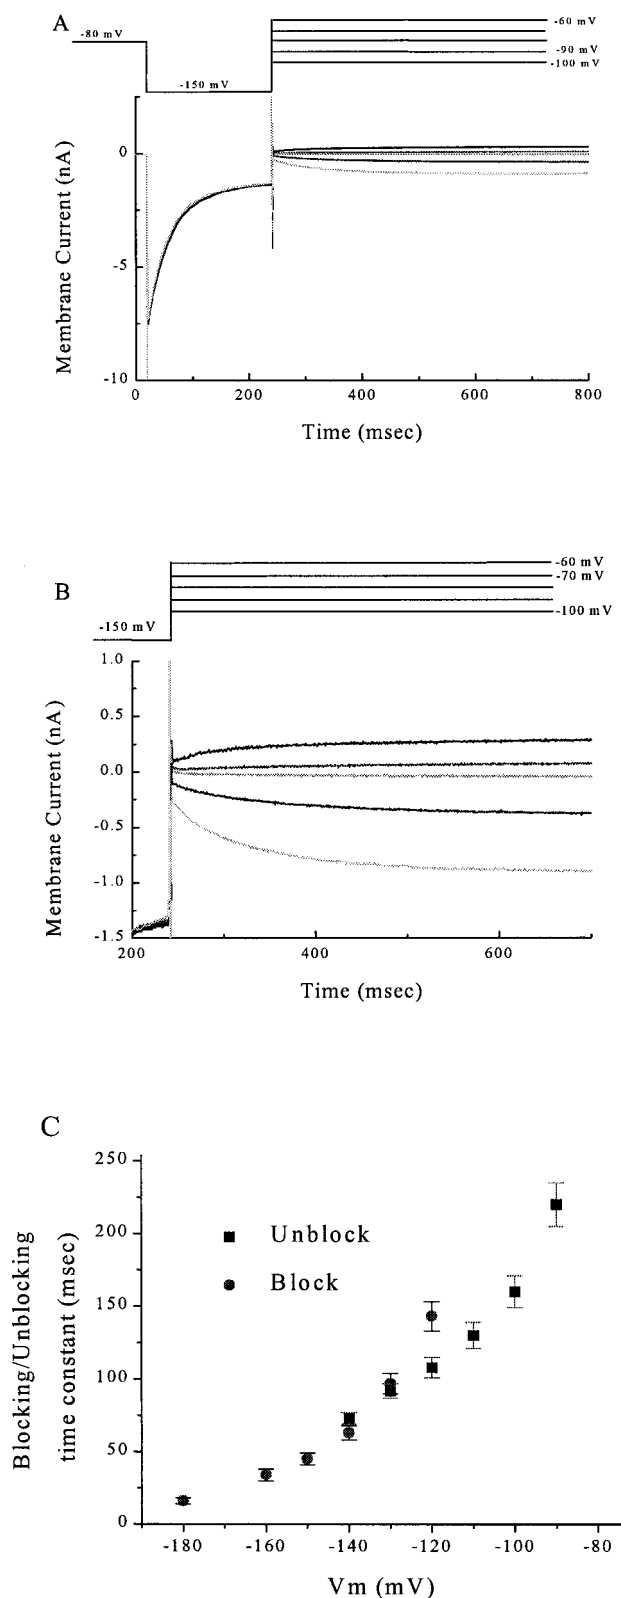 A
-80 mV
-150 mV
-60 mV
-90 mV
-100 mV
Membrane Current (nA)
0
-5
-10
0
200
400
600
800
Time (msec)
B
-150 mV
-60 mV
-70 mV
-100 mV
Membrane Current (nA)
1.0
0.5
0.0
-0.5
-1.0
-1.5
200
400
600
Time (msec)
C
Blocking/Unblocking
time constant (msec)
250
200
150
100
50
0
Unblock
Block
-180
-160
-140
-120
-100
-80
Vm (mV)